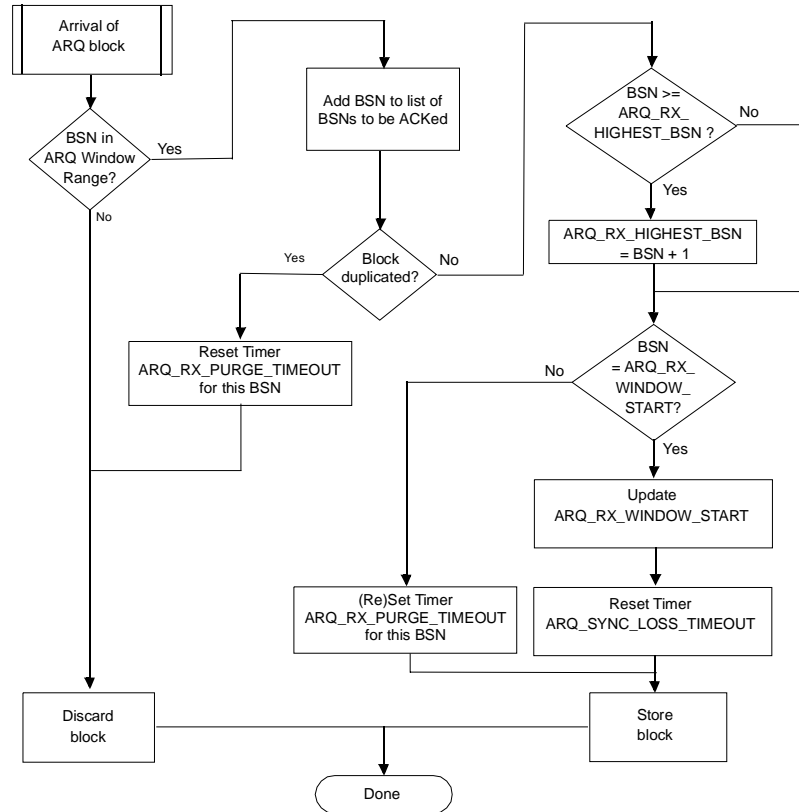 Arrival of
ARQ block
BSN in
ARQ Window
Range?
Yes
No
Add BSN to list of
BSNs to be ACKed
Block
duplicated?
Yes
No
Reset Timer
ARQ_RX_PURGE_TIMEOUT
for this BSN
BSN >=
ARQ_RX_
HIGHEST_BSN ?
No
Yes
ARQ_RX_HIGHEST_BSN
= BSN + 1
BSN
= ARQ_RX_
WINDOW_
START?
No
Yes
Update
ARQ_RX_WINDOW_START
(Re)Set Timer
ARQ_RX_PURGE_TIMEOUT
for this BSN
Reset Timer
ARQ_SYNC_LOSS_TIMEOUT
Discard
block
Store
block
Done